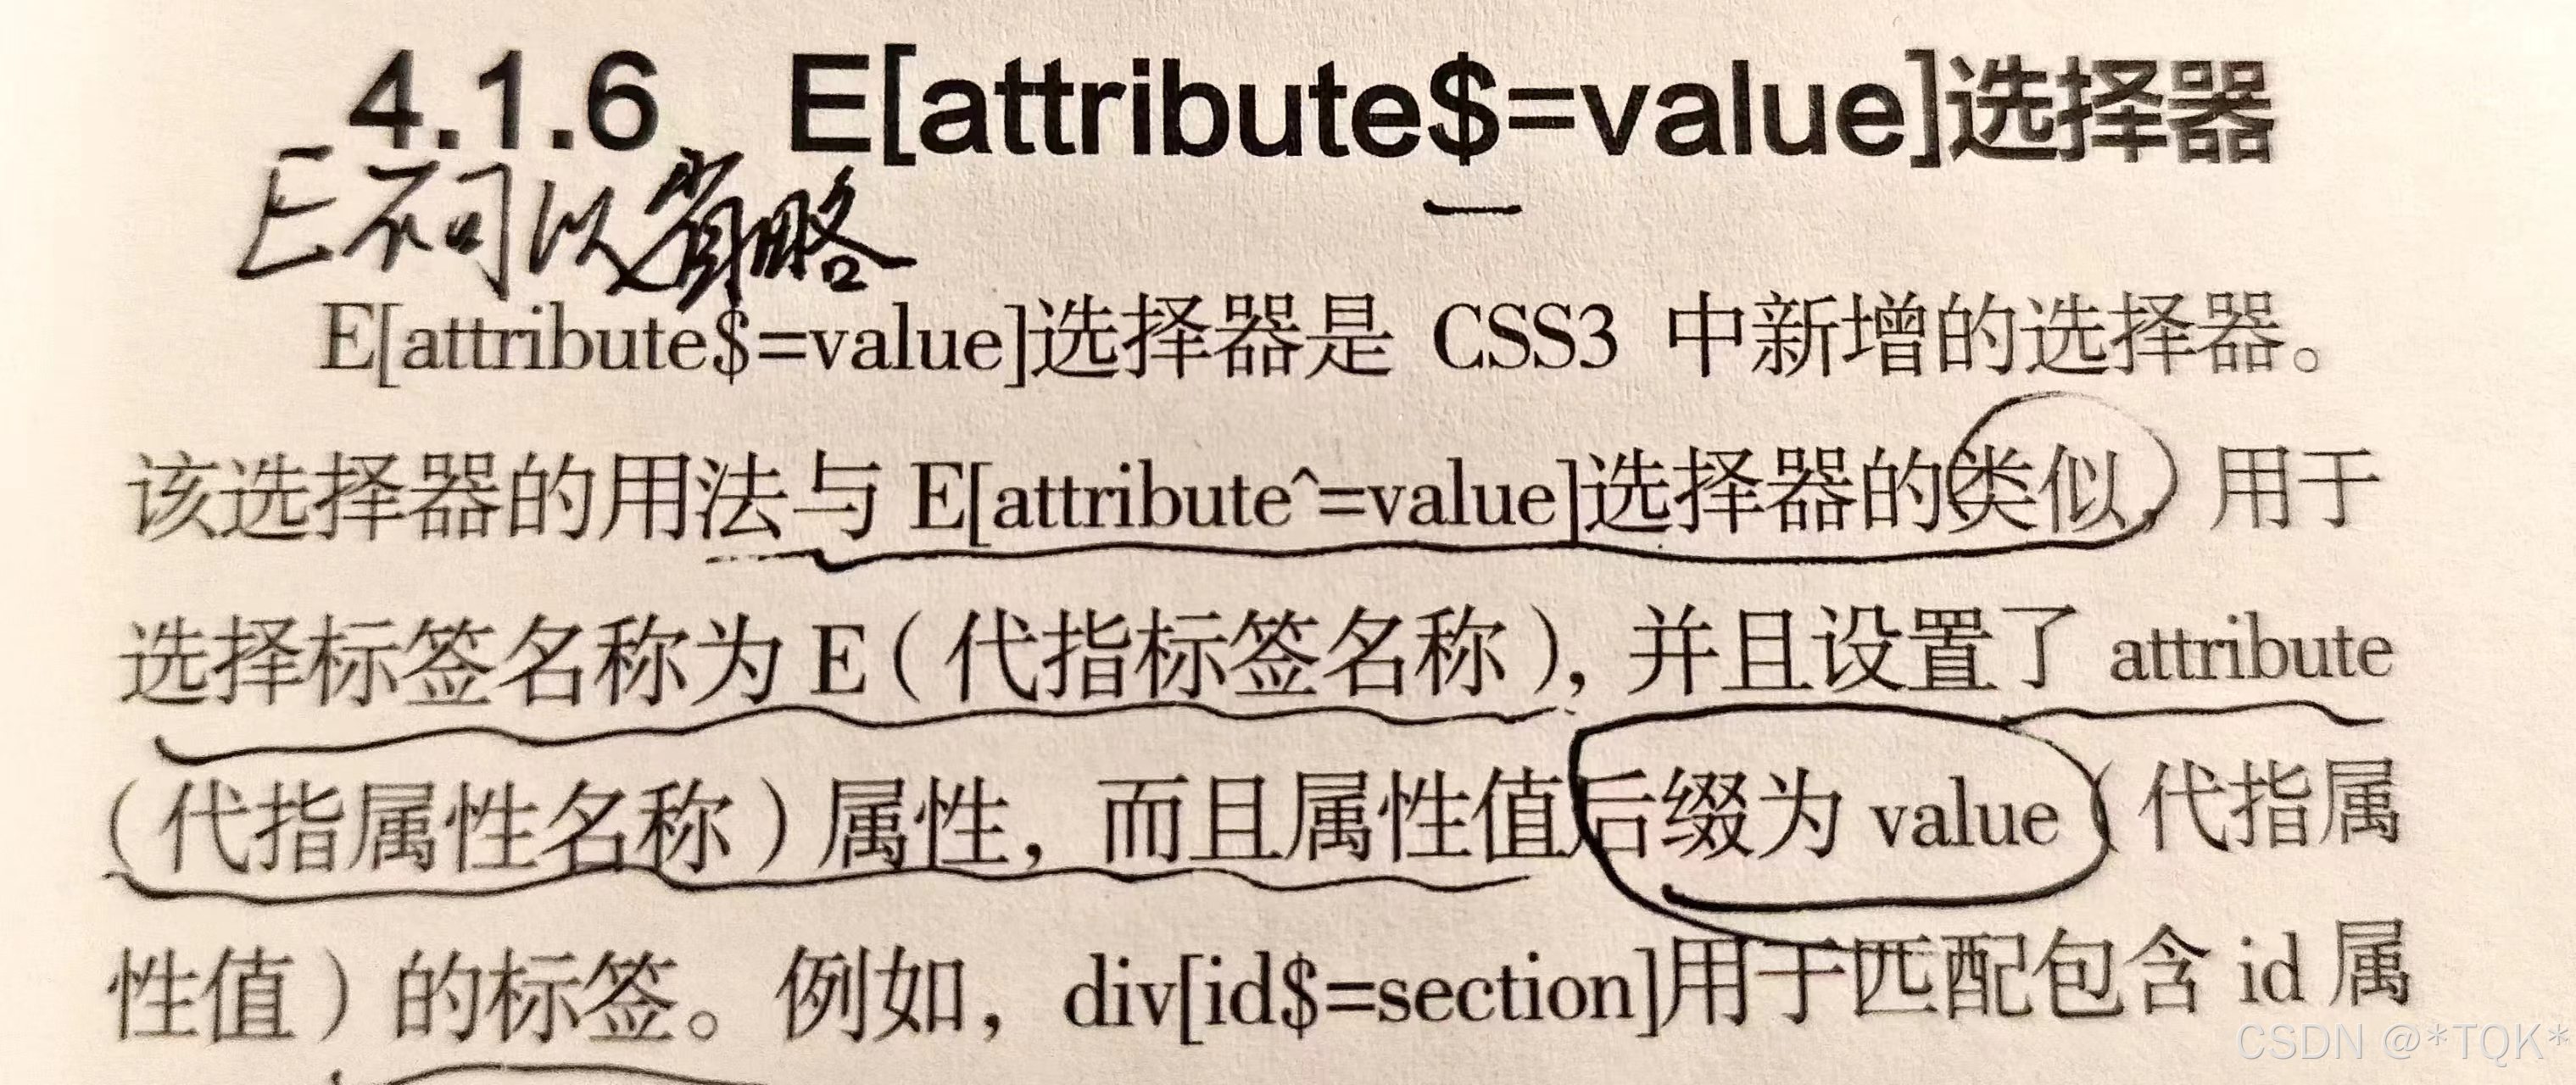 4.1.6 E[attribute$=value]选择器
E不可以省略
E[attribute$=value]选择器是 CSS3 中新增的选择器。
该选择器的用法与 E[attribute^=value]选择器的类似，用于
选择标签名称为 E（代指标签名称），并且设置了 attribute
（代指属性名称）属性，而且属性值后缀为 value（代指属
性值）的标签。例如，div[id$=section]用于匹配包含 id 属
CSDN @*TQK*